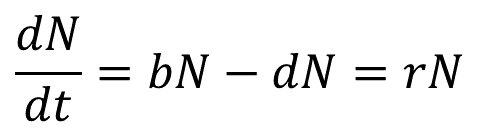 dN/dt = bN − dN = rN